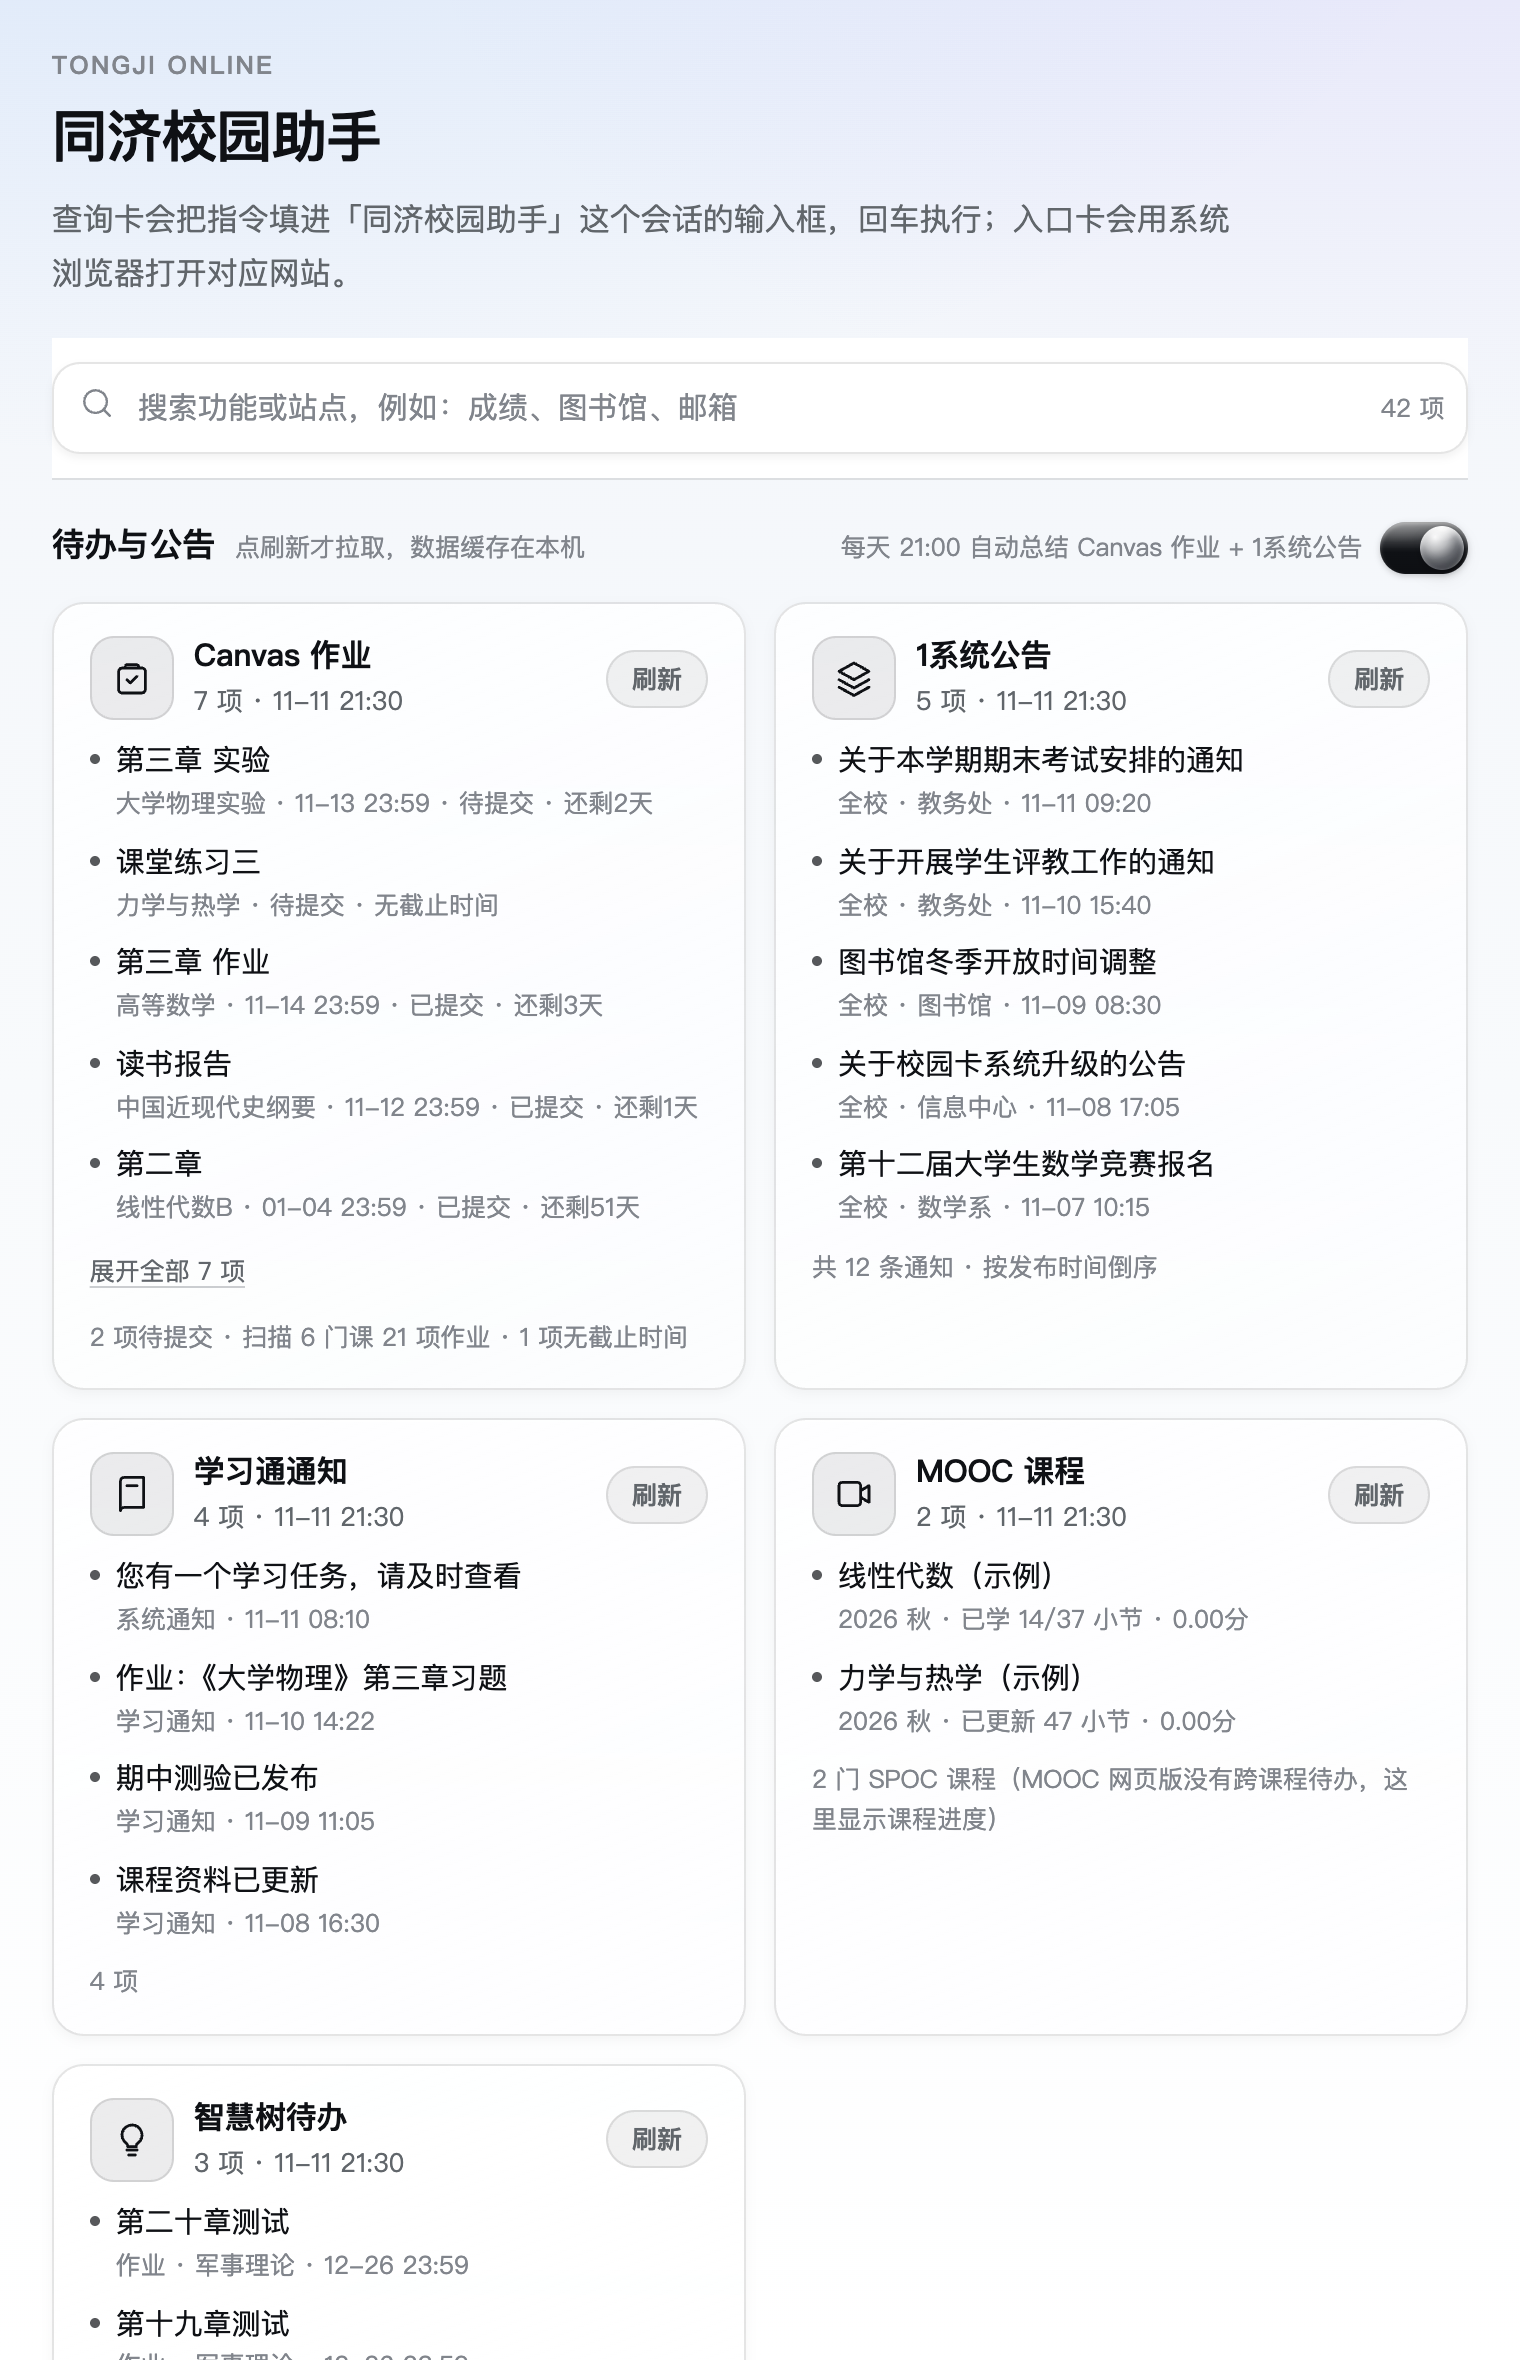 TONGJI ONLINE
同济校园助手
查询卡会把指令填进「同济校园助手」这个会话的输入框，回车执行；入口卡会用系统
浏览器打开对应网站。
搜索功能或站点，例如：成绩、图书馆、邮箱
42 项
待办与公告 点刷新才拉取，数据缓存在本机
每天 21:00 自动总结 Canvas 作业 + 1系统公告
Canvas 作业
7 项 · 11-11 21:30
刷新
第三章 实验
大学物理实验 · 11-13 23:59 · 待提交 · 还剩2天
课堂练习三
力学与热学 · 待提交 · 无截止时间
第三章 作业
高等数学 · 11-14 23:59 · 已提交 · 还剩3天
读书报告
中国近现代史纲要 · 11-12 23:59 · 已提交 · 还剩1天
第二章
线性代数B · 01-04 23:59 · 已提交 · 还剩51天
展开全部 7 项
2 项待提交 · 扫描 6 门课 21 项作业 · 1 项无截止时间
1系统公告
5 项 · 11-11 21:30
刷新
关于本学期期末考试安排的通知
全校 · 教务处 · 11-11 09:20
关于开展学生评教工作的通知
全校 · 教务处 · 11-10 15:40
图书馆冬季开放时间调整
全校 · 图书馆 · 11-09 08:30
关于校园卡系统升级的公告
全校 · 信息中心 · 11-08 17:05
第十二届大学生数学竞赛报名
全校 · 数学系 · 11-07 10:15
共 12 条通知 · 按发布时间倒序
学习通通知
4 项 · 11-11 21:30
刷新
您有一个学习任务，请及时查看
系统通知 · 11-11 08:10
作业：《大学物理》第三章习题
学习通知 · 11-10 14:22
期中测验已发布
学习通知 · 11-09 11:05
课程资料已更新
学习通知 · 11-08 16:30
4 项
MOOC 课程
2 项 · 11-11 21:30
刷新
线性代数（示例）
2026 秋 · 已学 14/37 小节 · 0.00分
力学与热学（示例）
2026 秋 · 已更新 47 小节 · 0.00分
2 门 SPOC 课程（MOOC 网页版没有跨课程待办，这
里显示课程进度）
智慧树待办
3 项 · 11-11 21:30
刷新
第二十章测试
作业 · 军事理论 · 12-26 23:59
第十九章测试